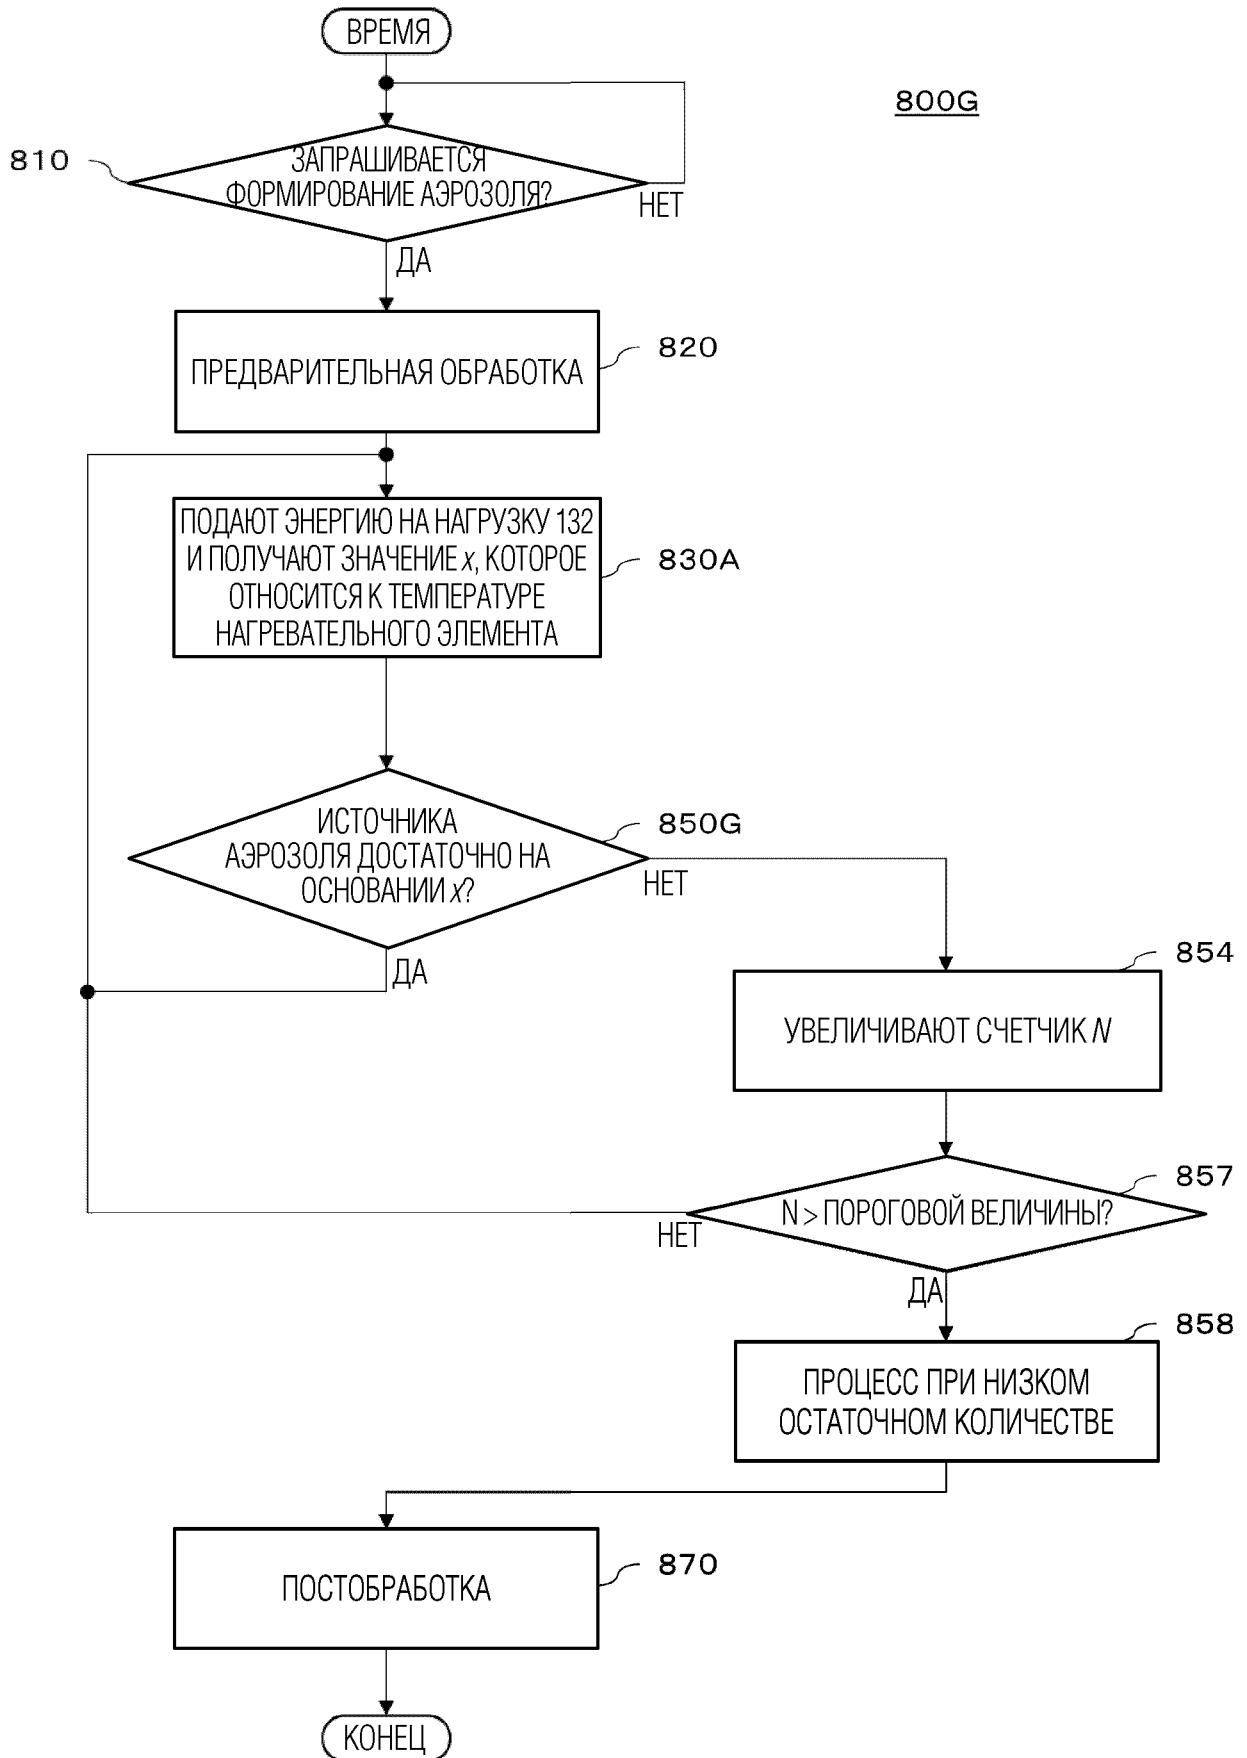 ВРЕМЯ
800G
810
ЗАПРАШИВАЕТСЯ
ФОРМИРОВАНИЕ АЭРОЗОЛЯ?
НЕТ
ДА
820
ПРЕДВАРИТЕЛЬНАЯ ОБРАБОТКА
ПОДАЮТ ЭНЕРГИЮ НА НАГРУЗКУ 132
И ПОЛУЧАЮТ ЗНАЧЕНИЕ x, КОТОРОЕ
ОТНОСИТСЯ К ТЕМПЕРАТУРЕ
НАГРЕВАТЕЛЬНОГО ЭЛЕМЕНТА
830A
ИСТОЧНИКА
АЭРОЗОЛЯ ДОСТАТОЧНО НА
ОСНОВАНИИ x?
850G
НЕТ
ДА
854
УВЕЛИЧИВАЮТ СЧЕТЧИК N
857
N > ПОРОГОВОЙ ВЕЛИЧИНЫ?
НЕТ
ДА
858
ПРОЦЕСС ПРИ НИЗКОМ
ОСТАТОЧНОМ КОЛИЧЕСТВЕ
870
ПОСТОБРАБОТКА
КОНЕЦ